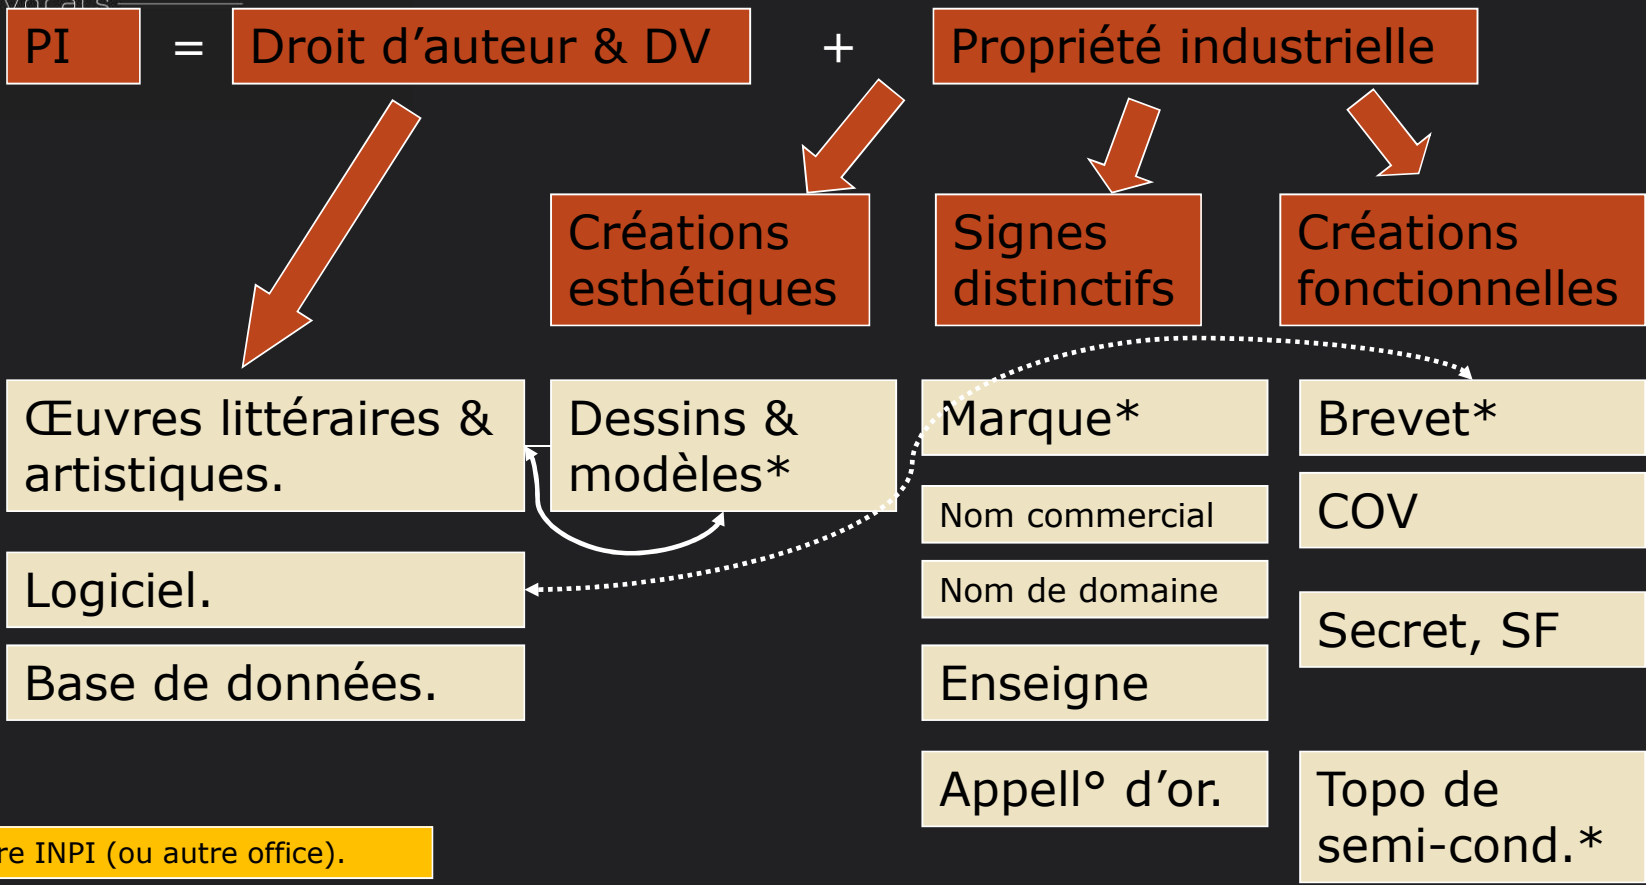 vocats
PI = Droit d’auteur & DV + Propriété industrielle
Créations
esthétiques
Signes
distinctifs
Créations
fonctionnelles
Œuvres littéraires &
artistiques.
Dessins &
modèles*
Marque*
Brevet*
Nom commercial
COV
Logiciel.
Nom de domaine
Secret, SF
Base de données.
Enseigne
Appell° d’or.
Topo de
semi-cond.*
re INPI (ou autre office).